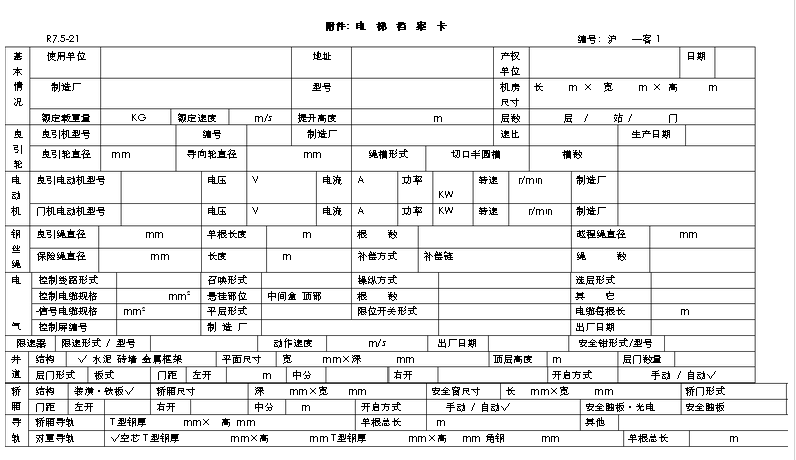 附件: 电 梯 档 案 卡
R7.5-21 编号: 沪 —客1
基 使用单位 地址 产权 日期
本 单位
情 制造厂 型号 机房 长 m × 宽 m × 高 m
况 尺寸
额定载重量 KG 额定速度 m/s 提升高度 m 层数 层 / 站 / 门
曳 曳引机型号 编号 制造厂 速比 生产日期
引
轮 曳引轮直径 mm 导向轮直径 mm 绳槽形式 切口半圆槽 槽数
电 曳引电动机型号 电压 V 电流 A 功率 转速 r/min 制造厂
动 KW
机 门机电动机型号 电压 V 电流 A 功率 KW 转速 r/min 制造厂
钢 曳引绳直径 mm 单根长度 m 根 数 越程绳直径 mm
丝
绳 保险绳直径 mm 长度 m 补偿方式 补偿链 绳 数
电 控制线路形式 召唤形式 操纵方式 选层形式
控制电缆规格 mm² 悬挂部位 中间盒 顶部 根 数 其 它
信号电缆规格 mm² 平层形式 限位开关形式 电缆每根长 m
气 控制屏编号 制 造 厂 出厂日期
限速器 限速形式 / 型号 动作速度 m/s 出厂日期 安全钳形式/型号
井 结构 √ 水泥 砖墙 金属框架 平面尺寸 宽 mm×深 mm 顶层高度 m 层门数量
道 层门形式 板式 门距 左开 m 中分 右开 开启方式 手动 / 自动√
轿 结构 装潢·铁板√ 轿厢尺寸 深 mm×宽 mm 安全窗尺寸 长 mm×宽 mm 轿门形式
厢 门距 左开 右开 中分 m 开启方式 手动 / 自动√ 安全触板·光电 安全触板
导 轿厢导轨 T型钢厚 mm× 高 mm 单根总长 m 其他
轨 对重导轨 √空芯T型钢厚 mm×高 mm T型钢厚 mm×高 mm 角钢 mm 单根总长 m